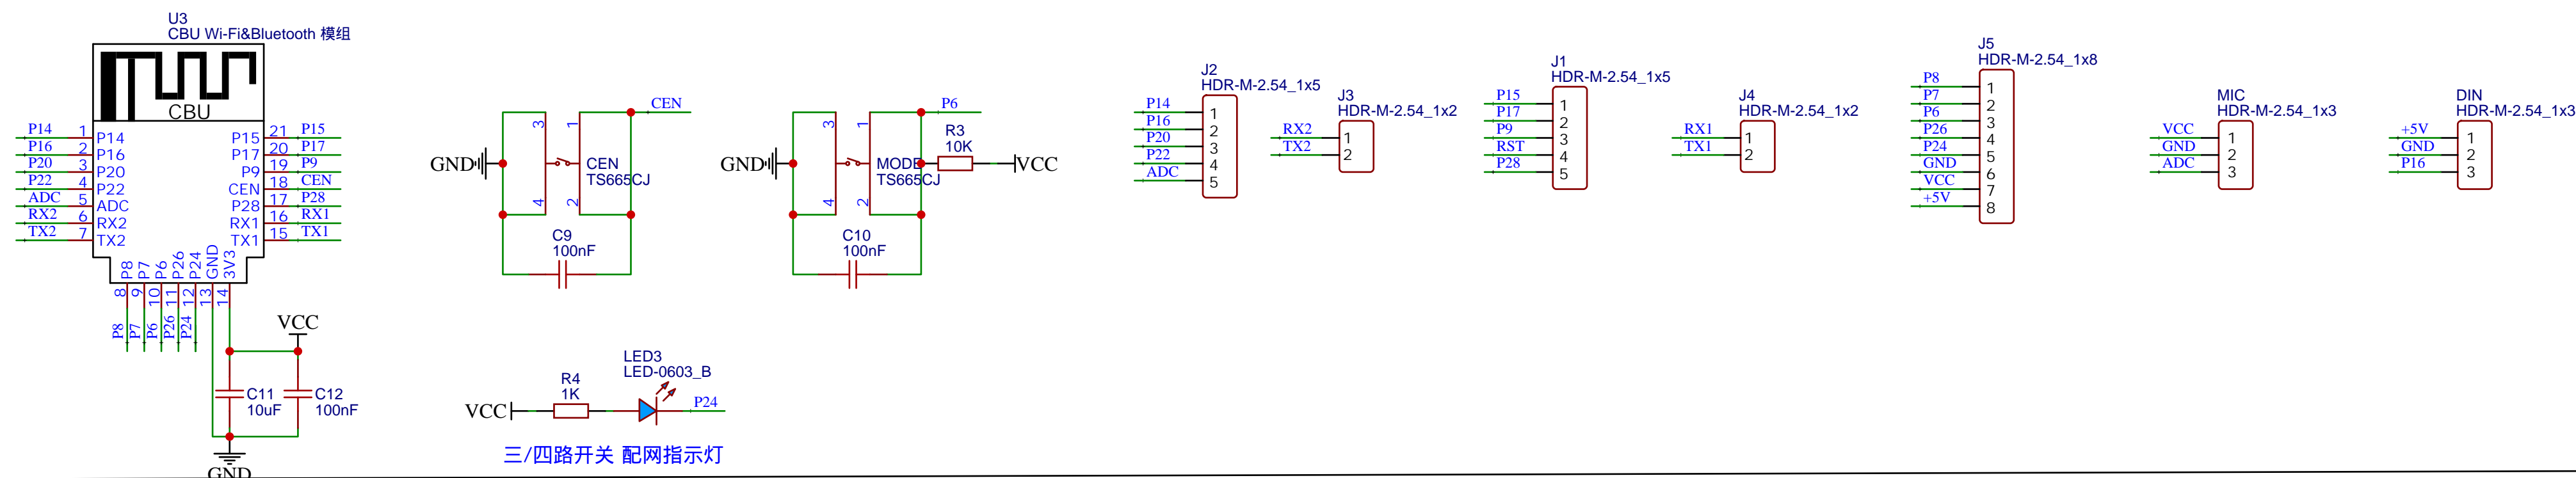 U3
CBU Wi-Fi&Bluetooth 模组
CBU
P14 1 P14
P16 2 P16
P20 3 P20
P22 4 P22
ADC 5 ADC
RX2 6 RX2
TX2 7 TX2
P15 21 P15
P17 20 P17
P9 19 P9
CEN 18 CEN
P28 17 P28
RX1 16 RX1
TX1 15 TX1
P8 8 P8
P7 9 P7
P6 10 P6
P26 11 P26
P24 12 P24
GND 13
3V3 14
VCC
C11
10uF
C12
100nF
GND
GND
3
1
CEN
CEN
TS665CJ
4
2
C9
100nF
GND
3
1
P6
MODE
TS665CJ
R3
10K
VCC
4
2
C10
100nF
LED3
LED-0603_B
R4
1K
VCC
P24
三/四路开关 配网指示灯
J2
HDR-M-2.54_1x5
P14 1
P16 2
P20 3
P22 4
ADC 5
J3
HDR-M-2.54_1x2
RX2 1
TX2 2
J1
HDR-M-2.54_1x5
P15 1
P17 2
P9 3
RST 4
P28 5
J4
HDR-M-2.54_1x2
RX1 1
TX1 2
J5
HDR-M-2.54_1x8
P8 1
P7 2
P6 3
P26 4
P24 5
GND 6
VCC 7
+5V 8
MIC
HDR-M-2.54_1x3
VCC 1
GND 2
ADC 3
DIN
HDR-M-2.54_1x3
+5V 1
GND 2
P16 3